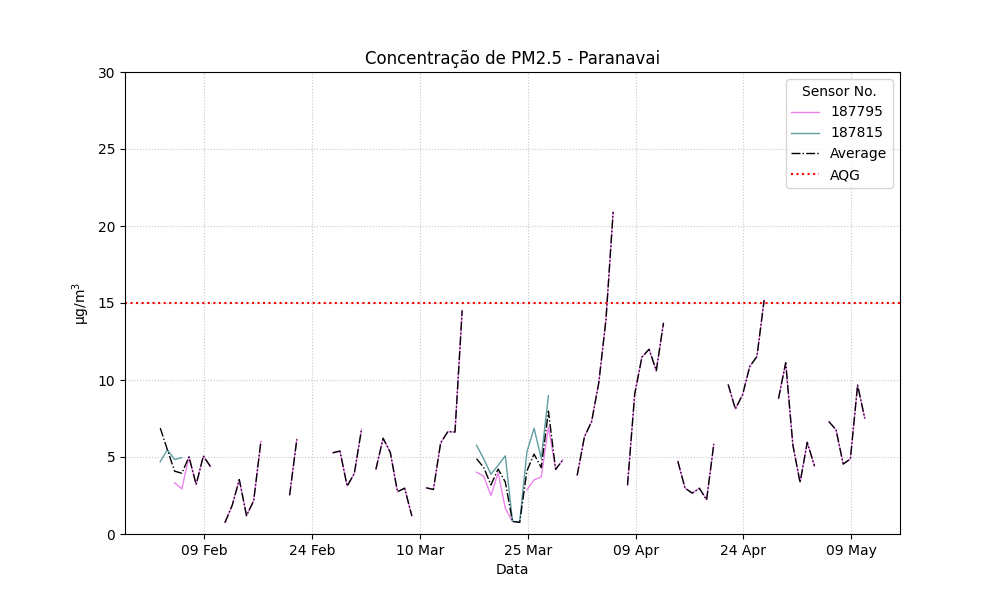 Concentração de PM2.5 - Paranavai
30
25
20
15
10
5
0
µg/m³
Sensor No.
187795
187815
Average
AQG
09 Feb
24 Feb
10 Mar
25 Mar
09 Apr
24 Apr
09 May
Data